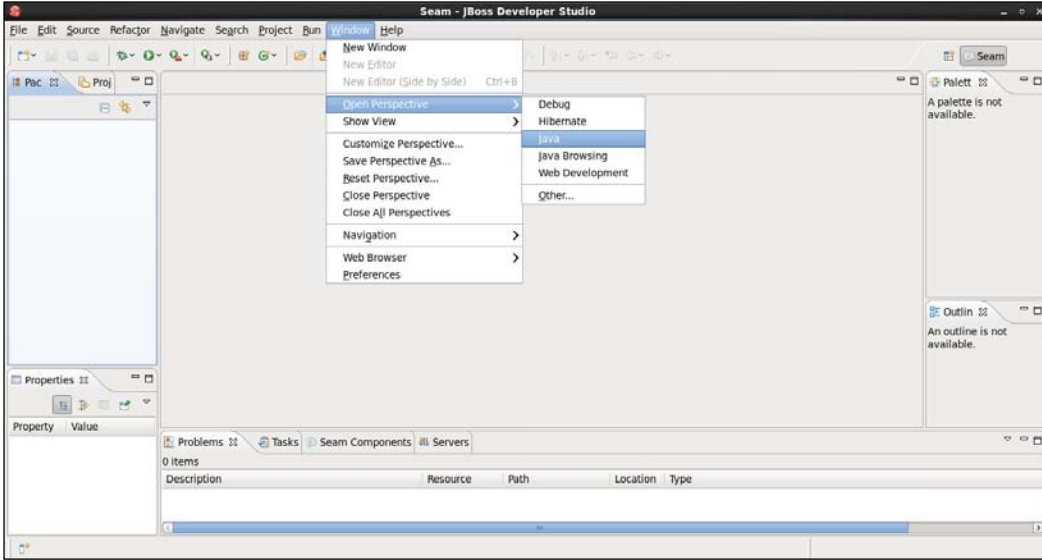 Seam - JBoss Developer Studio
File Edit Source Refactor Navigate Search Project Run Window Help
Seam
Pac
Proj
New Window
New Editor
New Editor (Side by Side) Ctrl+B
Open Perspective
Show View
Customize Perspective...
Save Perspective As...
Reset Perspective...
Close Perspective
Close All Perspectives
Navigation
Web Browser
Preferences
Debug
Hibernate
Java
Java Browsing
Web Development
Other...
Palett
A palette is not
available.
Outlin
An outline is not
available.
Properties
Property Value
Problems Tasks Seam Components Servers
0 items
Description Resource Path Location Type